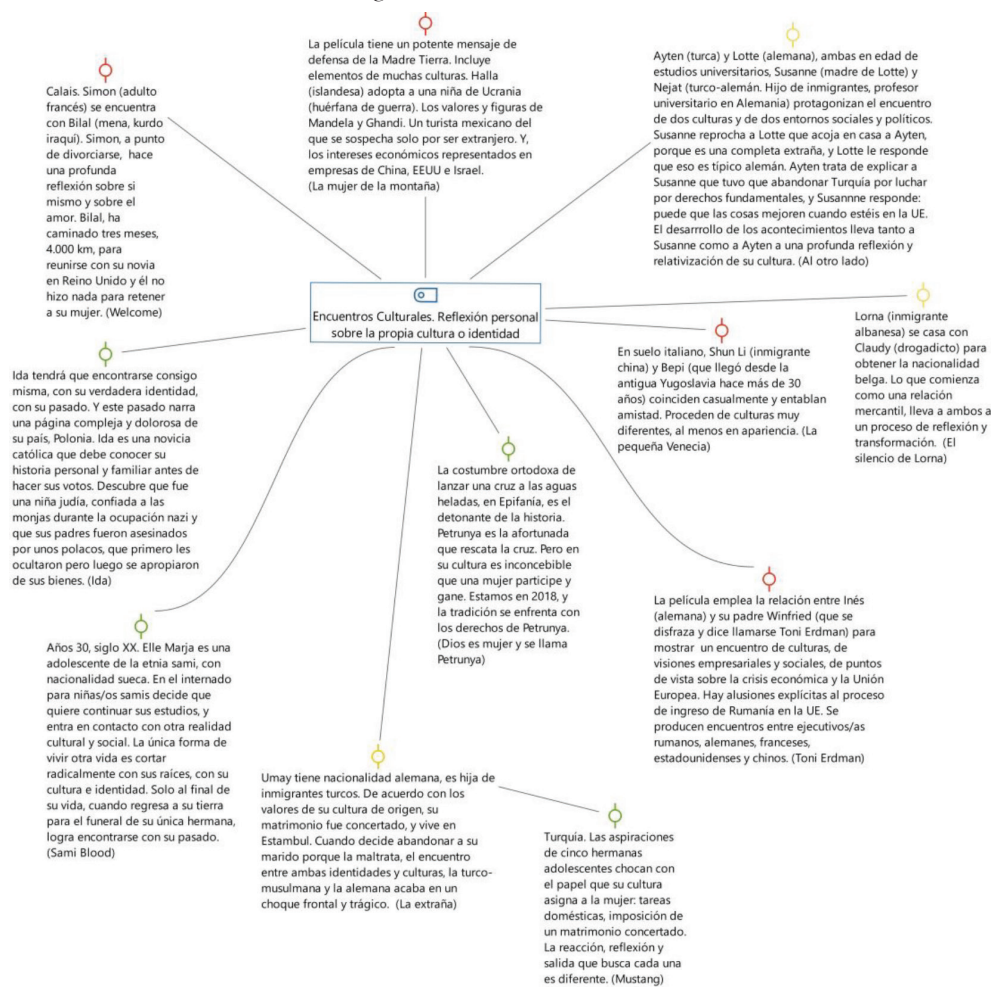 La película tiene un potente mensaje de
defensa de la Madre Tierra. Incluye
elementos de muchas culturas. Halla
(islandesa) adopta a una niña de Ucrania
(huérfana de guerra). Los valores y figuras de
Mandela y Ghandi. Un turista mexicano del
que se sospecha solo por ser extranjero. Y,
los intereses económicos representados en
empresas de China, EEUU e Israel.
(La mujer de la montaña)
Ayten (turca) y Lotte (alemana), ambas en edad de
estudios universitarios, Susanne (madre de Lotte) y
Nejat (turco-alemán. Hijo de inmigrantes, profesor
universitario en Alemania) protagonizan el encuentro
de dos culturas y de dos entornos sociales y políticos.
Susanne reprocha a Lotte que acoja en casa a Ayten,
porque es una completa extraña, y Lotte le responde
que eso es típico alemán. Ayten trata de explicar a
Susanne que tuvo que abandonar Turquía por luchar
por derechos fundamentales, y Susannne responde:
puede que las cosas mejoren cuando estéis en la UE.
El desarrrollo de los acontecimientos lleva tanto a
Susanne como a Ayten a una profunda reflexión y
relativización de su cultura. (Al otro lado)
Calais. Simon (adulto
francés) se encuentra
con Bilal (mena, kurdo
iraquí). Simon, a punto
de divorciarse, hace
una profunda
reflexión sobre si
mismo y sobre el
amor. Bilal, ha
caminado tres meses,
4.000 km, para
reunirse con su novia
en Reino Unido y él no
hizo nada para retener
a su mujer. (Welcome)
Encuentros Culturales. Reflexión personal
sobre la propia cultura o identidad
Lorna (inmigrante
albanesa) se casa con
Claudy (drogadicto) para
obtener la nacionalidad
belga. Lo que comienza
como una relación
mercantil, lleva a ambos a
un proceso de reflexión y
transformación. (El
silencio de Lorna)
En suelo italiano, Shun Li (inmigrante
china) y Bepi (que llegó desde la
antigua Yugoslavia hace más de 30
años) coinciden casualmente y entablan
amistad. Proceden de culturas muy
diferentes, al menos en apariencia. (La
pequeña Venecia)
Ida tendrá que encontrarse consigo
misma, con su verdadera identidad,
con su pasado. Y este pasado narra
una página compleja y dolorosa de
su país, Polonia. Ida es una novicia
católica que debe conocer su
historia personal y familiar antes de
hacer sus votos. Descubre que fue
una niña judía, confiada a las
monjas durante la ocupación nazi y
que sus padres fueron asesinados
por unos polacos, que primero les
ocultaron pero luego se apropiaron
de sus bienes. (Ida)
La costumbre ortodoxa de
lanzar una cruz a las aguas
heladas, en Epifanía, es el
detonante de la historia.
Petrunya es la afortunada
que rescata la cruz. Pero en
su cultura es inconcebible
que una mujer participe y
gane. Estamos en 2018, y
la tradición se enfrenta con
los derechos de Petrunya.
(Dios es mujer y se llama
Petrunya)
La película emplea la relación entre Inés
(alemana) y su padre Winfried (que se
disfraza y dice llamarse Toni Erdman) para
mostrar un encuentro de culturas, de
visiones empresariales y sociales, de puntos
de vista sobre la crisis económica y la Unión
Europea. Hay alusiones explícitas al proceso
de ingreso de Rumanía en la UE. Se
producen encuentros entre ejecutivos/as
rumanos, alemanes, franceses,
estadounidenses y chinos. (Toni Erdman)
Años 30, siglo XX. Elle Marja es una
adolescente de la etnia sami, con
nacionalidad sueca. En el internado
para niñas/os samis decide que
quiere continuar sus estudios, y
entra en contacto con otra realidad
cultural y social. La única forma de
vivir otra vida es cortar
radicalmente con sus raíces, con su
cultura e identidad. Solo al final de
su vida, cuando regresa a su tierra
para el funeral de su única hermana,
logra encontrarse con su pasado.
(Sami Blood)
Umay tiene nacionalidad alemana, es hija de
inmigrantes turcos. De acuerdo con los
valores de su cultura de origen, su
matrimonio fue concertado, y vive en
Estambul. Cuando decide abandonar a su
marido porque la maltrata, el encuentro
entre ambas identidades y culturas, la turco-
musulmana y la alemana acaba en un
choque frontal y trágico. (La extraña)
Turquía. Las aspiraciones
de cinco hermanas
adolescentes chocan con
el papel que su cultura
asigna a la mujer: tareas
domésticas, imposición de
un matrimonio concertado.
La reacción, reflexión y
salida que busca cada una
es diferente. (Mustang)